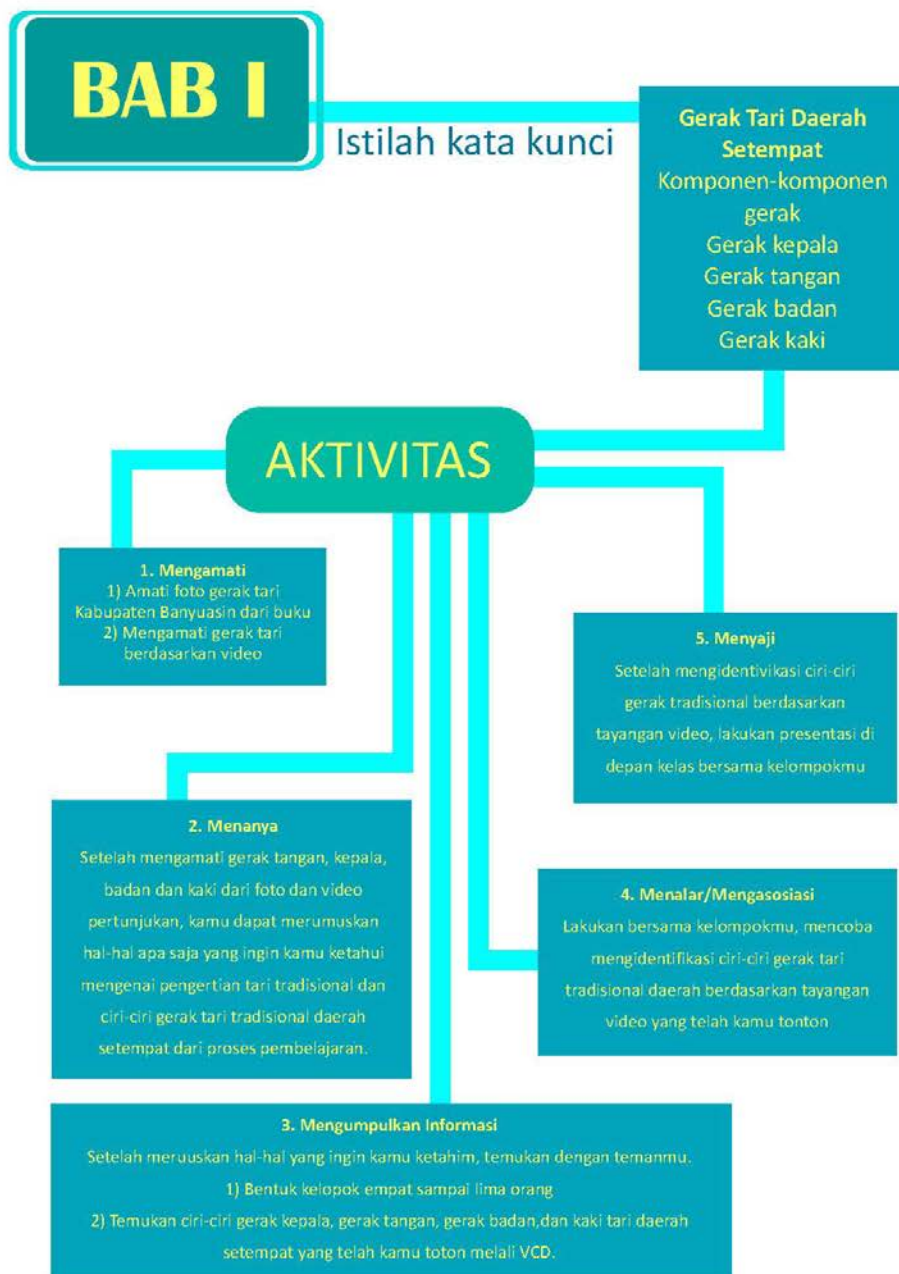 BAB I
Istilah kata kunci
Gerak Tari Daerah
Setempat
Komponen-komponen
gerak
Gerak kepala
Gerak tangan
Gerak badan
Gerak kaki
AKTIVITAS
1. Mengamati
1) Amati foto gerak tari
Kabupaten Banyuasin dari buku
2) Mengamati gerak tari
berdasarkan video
2. Menanya
Setelah mengamati gerak tangan, kepala,
badan dan kaki dari foto dan video
pertunjukan, kamu dapat merumuskan
hal-hal apa saja yang ingin kamu ketahui
mengenai pengertian tari tradisional dan
ciri-ciri gerak tari tradisional daerah
setempat dari proses pembelajaran.
3. Mengumpulkan Informasi
Setelah meruuskan hal-hal yang ingin kamu ketahim, temukan dengan temanmu.
1) Bentuk kelopok empat sampai lima orang
2) Temukan ciri-ciri gerak kepala, gerak tangan, gerak badan,dan kaki tari daerah
setempat yang telah kamu toton melali VCD.
4. Menalar/Mengasosiasi
Lakukan bersama kelompokmu, mencoba
mengidentifikasi ciri-ciri gerak tari
tradisional daerah berdasarkan tayangan
video yang telah kamu tonton
5. Menyaji
Setelah mengidentivikasi ciri-ciri
gerak tradisional berdasarkan
tayangan video, lakukan presentasi di
depan kelas bersama kelompokmu